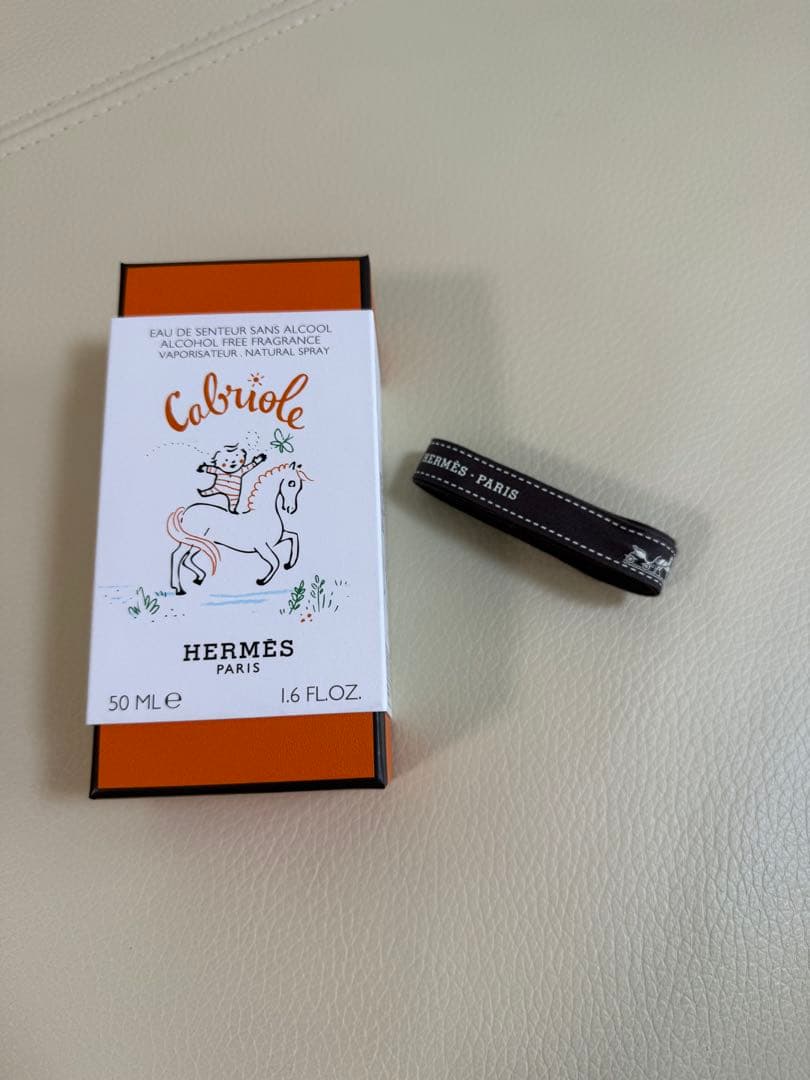 EAU DE SENTEUR SANS ALCOOL
ALCOHOL FREE FRAGRANCE
VAPORISATEUR . NATURAL SPRAY
Cabriole
HERMÈS
PARIS
50 ML e 1.6 FL.OZ.
HERMÈS · PARIS